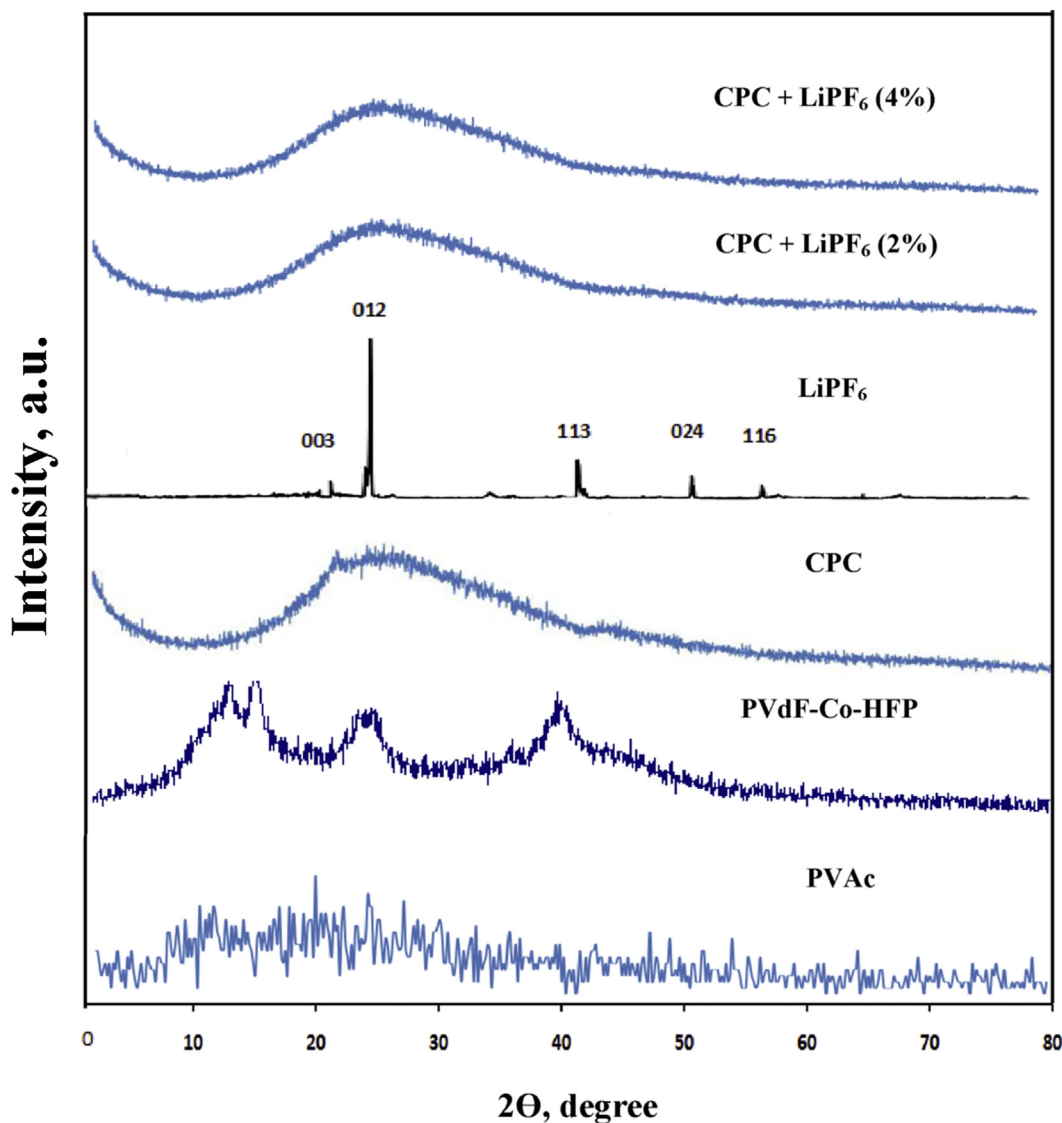 CPC + LiPF₆ (4%)
CPC + LiPF₆ (2%)
012
LiPF₆
003
113
024
116
CPC
PVdF-Co-HFP
PVAc
Intensity, a.u.
0 10 20 30 40 50 60 70 80
2Θ, degree